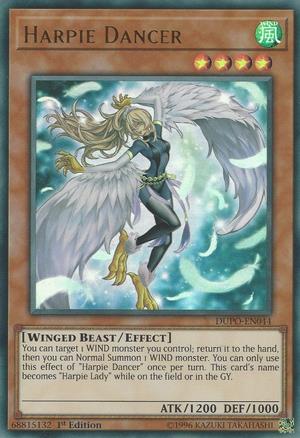 HARPIE DANCER
WIND
風
DUPO-EN044
[WINGED BEAST/EFFECT]
You can target 1 WIND monster you control; return it to the hand,
then you can Normal Summon 1 WIND monster. You can only use
this effect of "Harpie Dancer" once per turn. This card's name
becomes "Harpie Lady" while on the field or in the GY.
ATK/1200 DEF/1000
68815132 1st Edition
©1996 KAZUKI TAKAHASHI